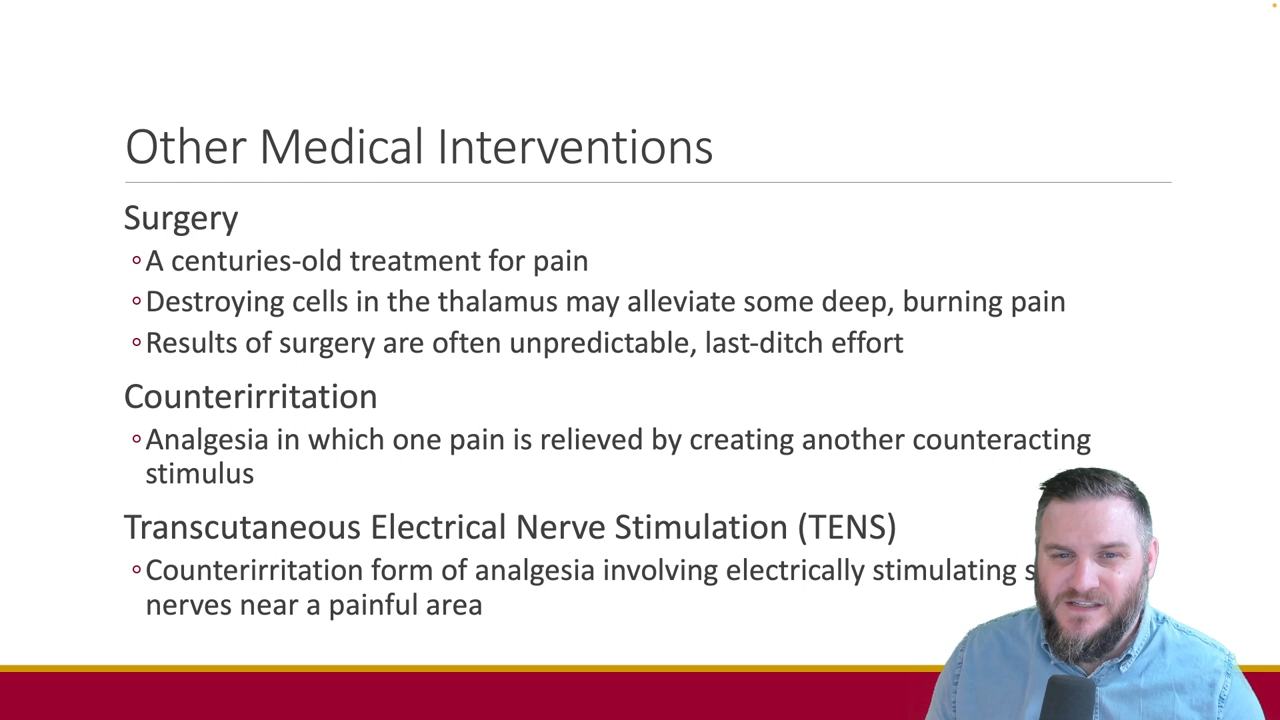 Other Medical Interventions
Surgery
◦A centuries-old treatment for pain
◦Destroying cells in the thalamus may alleviate some deep, burning pain
◦Results of surgery are often unpredictable, last-ditch effort
Counterirritation
◦Analgesia in which one pain is relieved by creating another counteracting
stimulus
Transcutaneous Electrical Nerve Stimulation (TENS)
◦Counterirritation form of analgesia involving electrically stimulating
nerves near a painful area